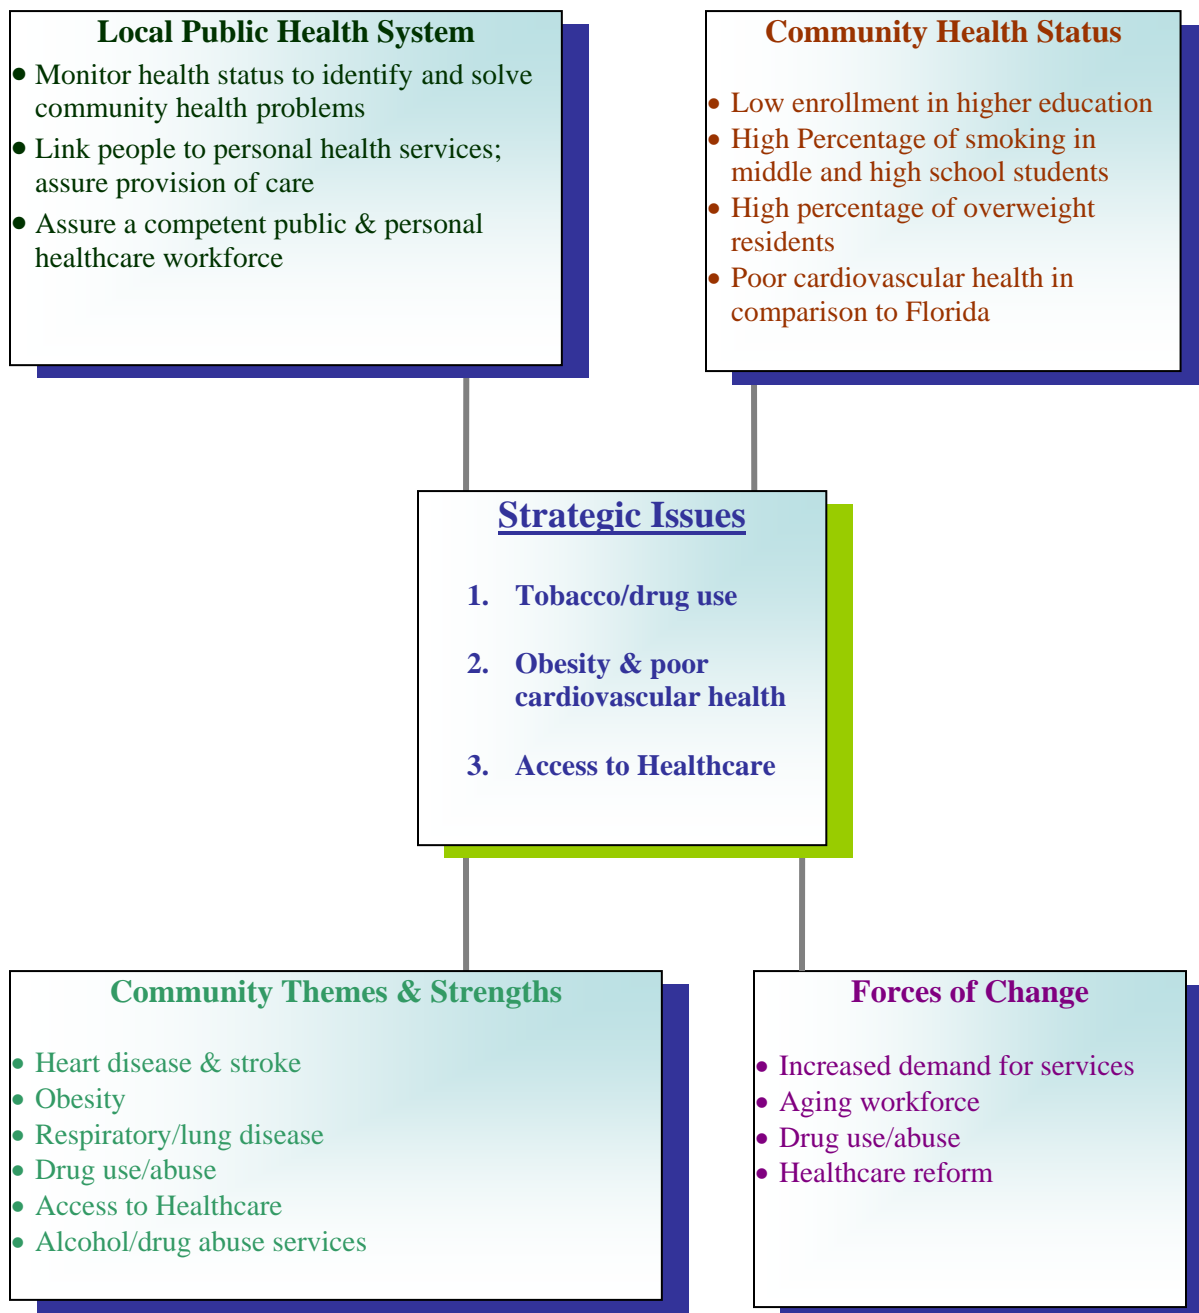 Local Public Health System
• Monitor health status to identify and solve
community health problems
• Link people to personal health services;
assure provision of care
• Assure a competent public & personal
healthcare workforce
Community Health Status
• Low enrollment in higher education
• High Percentage of smoking in
middle and high school students
• High percentage of overweight
residents
• Poor cardiovascular health in
comparison to Florida
Strategic Issues
1. Tobacco/drug use
2. Obesity & poor
cardiovascular health
3. Access to Healthcare
Community Themes & Strengths
• Heart disease & stroke
• Obesity
• Respiratory/lung disease
• Drug use/abuse
• Access to Healthcare
• Alcohol/drug abuse services
Forces of Change
• Increased demand for services
• Aging workforce
• Drug use/abuse
• Healthcare reform